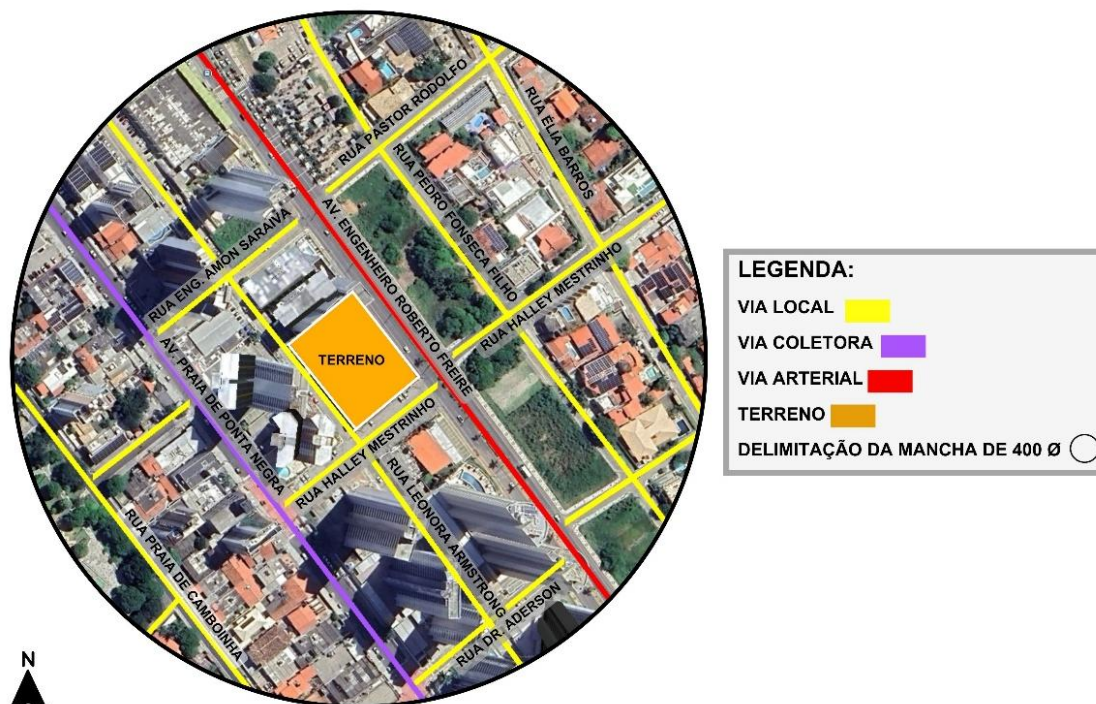 RUA PASTOR RODOLFO
RUA ÉLIA BARROS
RUA PEDRO FONSECA FILHO
RUA ENG. AMON SARAIVA
AV. ENGENHEIRO ROBERTO FREIRE
RUA HALLEY MESTRINHO
TERRENO
AV. PRAIA DE PONTA NEGRA
RUA HALLEY MESTRINHO
RUA LEONORA ARMSTRONG
RUA PRAIA DE CAMBOINHA
RUA DR. ADERSON
N
LEGENDA:
VIA LOCAL
VIA COLETORA
VIA ARTERIAL
TERRENO
DELIMITAÇÃO DA MANCHA DE 400 Ø